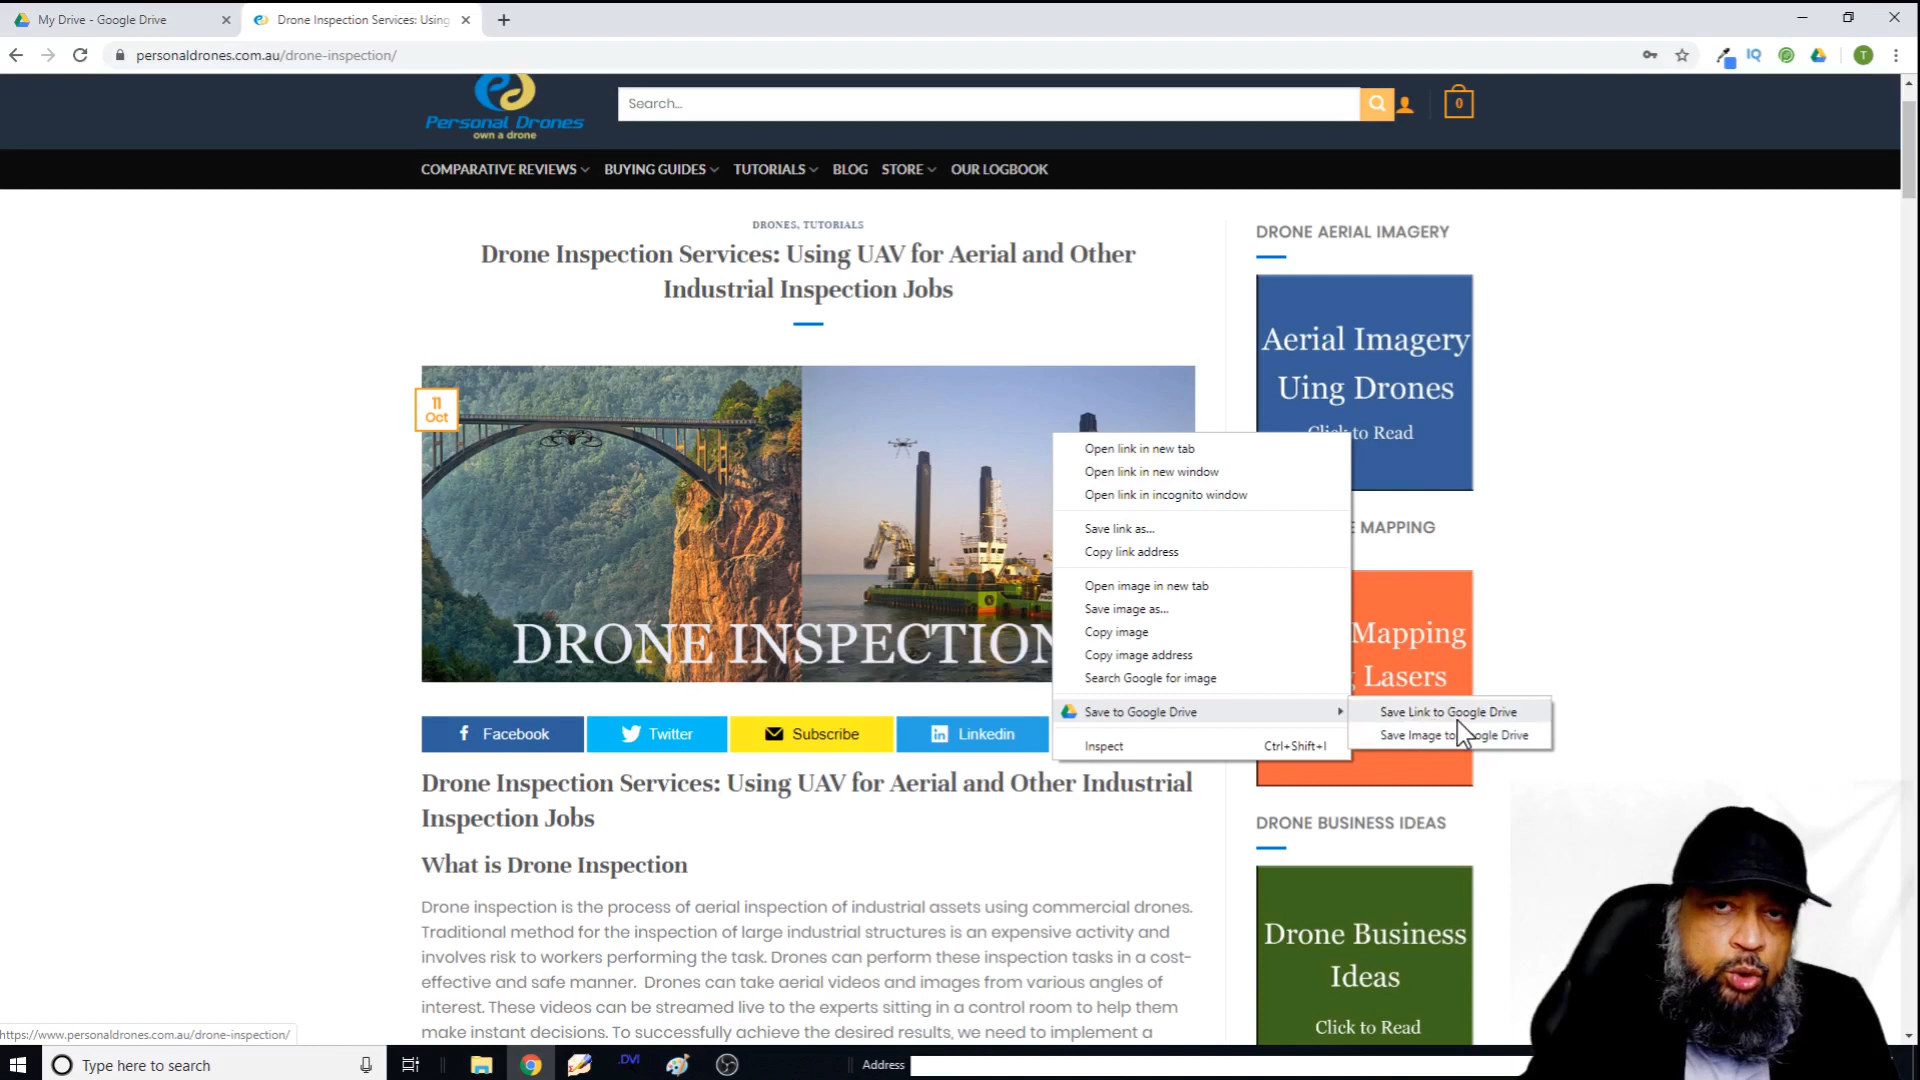 My Drive - Google Drive
Drone Inspection Services: Using
personaldrones.com.au/drone-inspection/
IQ
T
Personal Drones
own a drone
Search...
0
COMPARATIVE REVIEWS
BUYING GUIDES
TUTORIALS
BLOG
STORE
OUR LOGBOOK
DRONES, TUTORIALS
Drone Inspection Services: Using UAV for Aerial and Other
Industrial Inspection Jobs
11
Oct
DRONE INSPECTION
Facebook
Twitter
Subscribe
Linkedin
Drone Inspection Services: Using UAV for Aerial and Other Industrial
Inspection Jobs
What is Drone Inspection
Drone inspection is the process of aerial inspection of industrial assets using commercial drones.
Traditional method for the inspection of large industrial structures is an expensive activity and
involves risk to workers performing the task. Drones can perform these inspection tasks in a cost-
effective and safe manner. Drones can take aerial videos and images from various angles of
interest. These videos can be streamed live to the experts sitting in a control room to help them
make instant decisions. To successfully achieve the desired results, we need to implement a
Open link in new tab
Open link in new window
Open link in incognito window
Save link as...
Copy link address
Open image in new tab
Save image as...
Copy image
Copy image address
Search Google for image
Save to Google Drive
Inspect Ctrl+Shift+I
Save Link to Google Drive
Save Image to Google Drive
DRONE AERIAL IMAGERY
Aerial Imagery
Uing Drones
Click to Read
MAPPING
Mapping
Lasers
DRONE BUSINESS IDEAS
Drone Business
Ideas
Click to Read
https://www.personaldrones.com.au/drone-inspection/
Type here to search
.DVI
Address